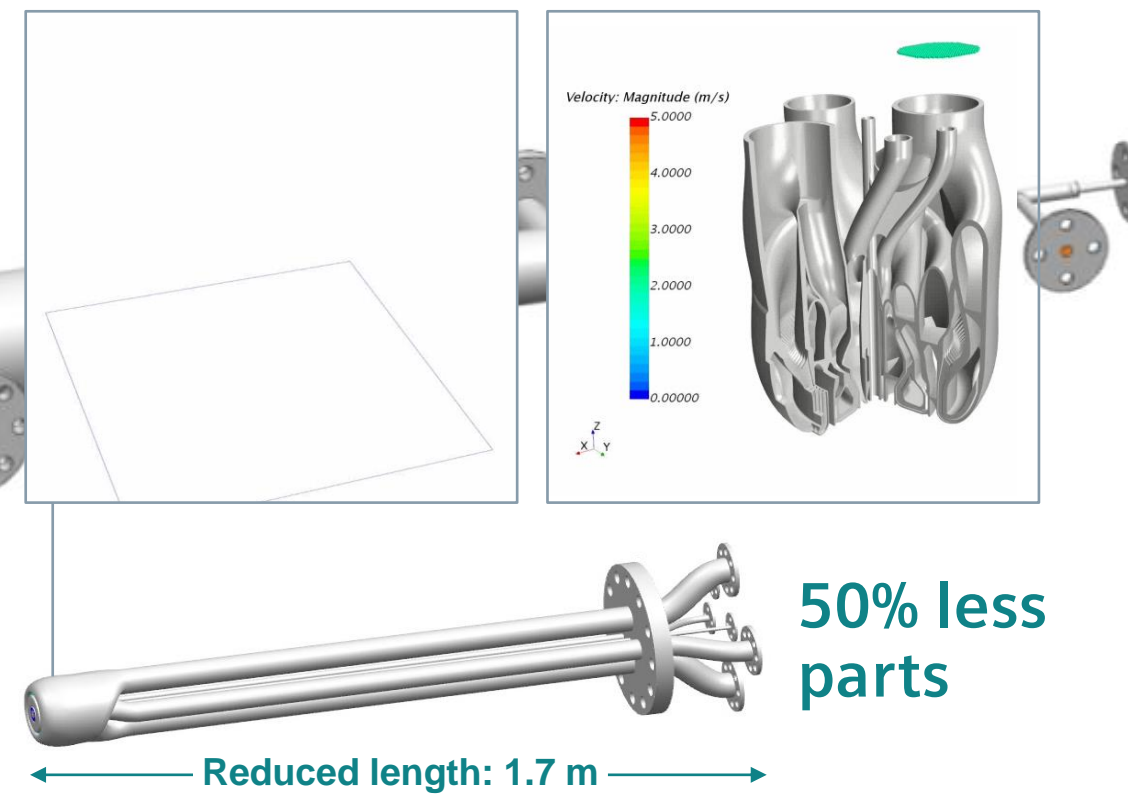 Velocity: Magnitude (m/s)
5.0000
4.0000
3.0000
2.0000
1.0000
0.00000
Z
X
Y
50% less
parts
Reduced length: 1.7 m